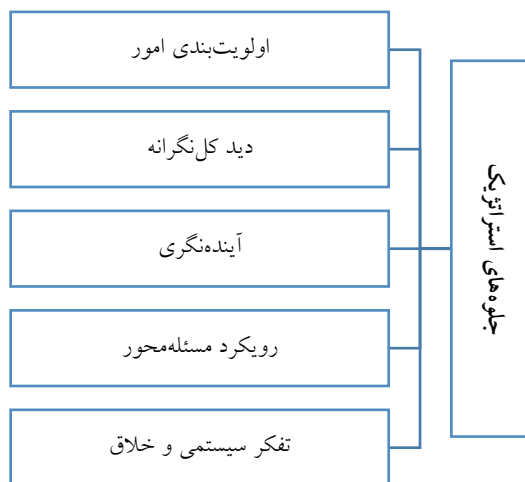 جلوه‌های استراتژیک
اولویت‌بندی امور
دید کل‌نگرانه
آینده‌نگری
رویکرد مسئله‌محور
تفکر سیستمی و خلاق